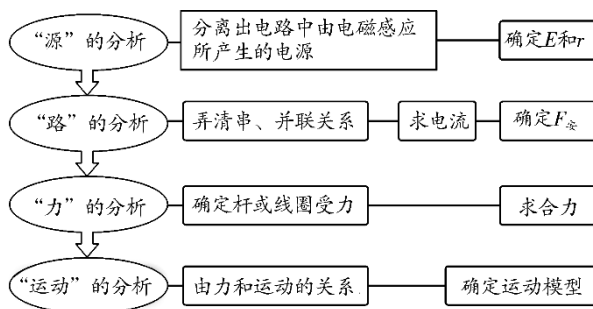 “源”的分析
分离出电路中由电磁感应
所产生的电源
确定E和r
“路”的分析
弄清串、并联关系
求电流
确定F安
“力”的分析
确定杆或线圈受力
求合力
“运动”的分析
由力和运动的关系
确定运动模型